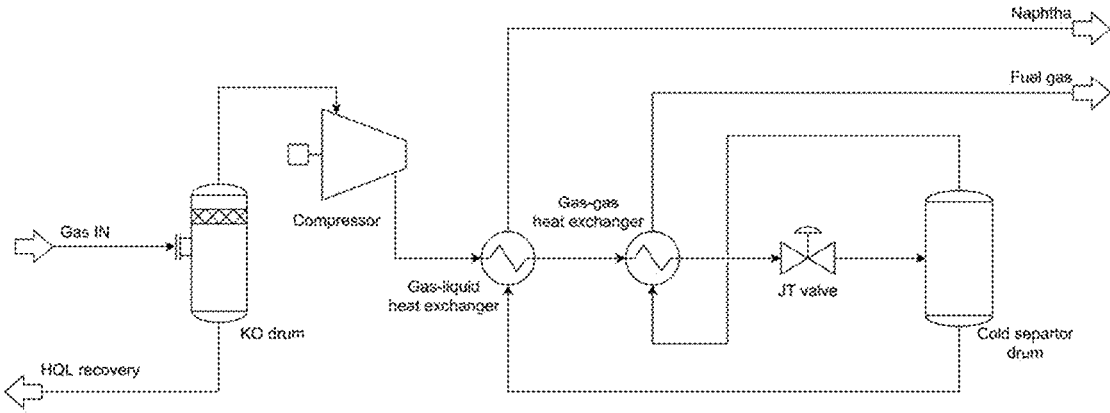 Naphtha
Fuel gas
Gas-gas
heat exchanger
Compressor
Gas IN
Gas-liquid
heat exchanger
JT valve
KO drum
Cold separtor
drum
HQL recovery